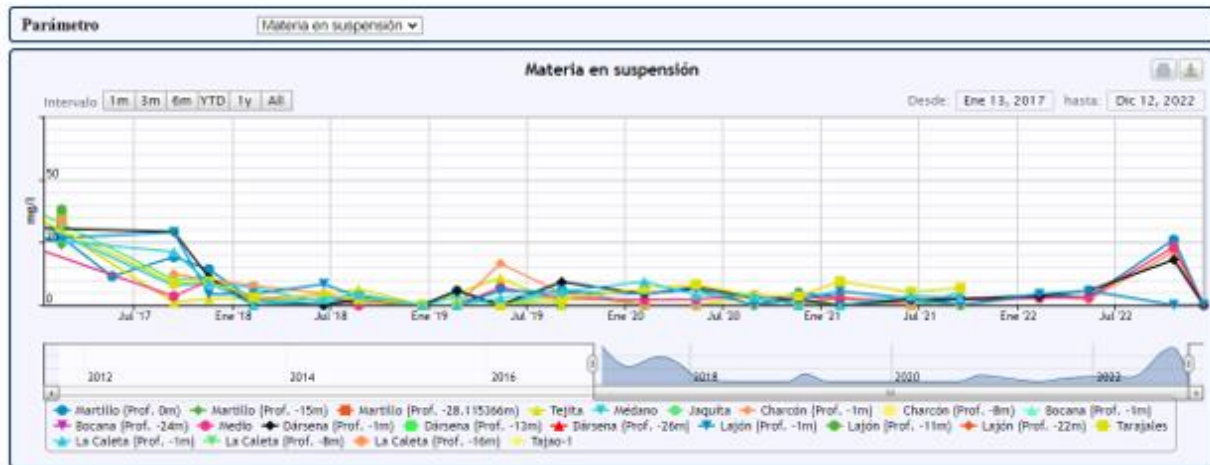 Parámetro Materia en suspensión
Materia en suspensión
Intervalo 1m 3m 6m YTD 1y All Desde: Ene 13, 2017 hasta: Dic 12, 2022
50
mg/l
0
Jul '17 Ene '18 Jul '18 Ene '19 Jul '19 Ene '20 Jul '20 Ene '21 Jul '21 Ene '22 Jul '22
2012 2014 2016 2018 2020 2022
Martillo (Prof. 0m) Martillo (Prof. -15m) Martillo (Prof. -28.115366m) Tejita Médano Jaquita Charcón (Prof. -1m) Charcón (Prof. -8m) Bocana (Prof. -1m)
Bocana (Prof. -24m) Medio Dársena (Prof. -1m) Dársena (Prof. -13m) Dársena (Prof. -26m) Lajón (Prof. -1m) Lajón (Prof. -11m) Lajón (Prof. -22m) Tarajales
La Caleta (Prof. -1m) La Caleta (Prof. -8m) La Caleta (Prof. -16m) Tajao-1